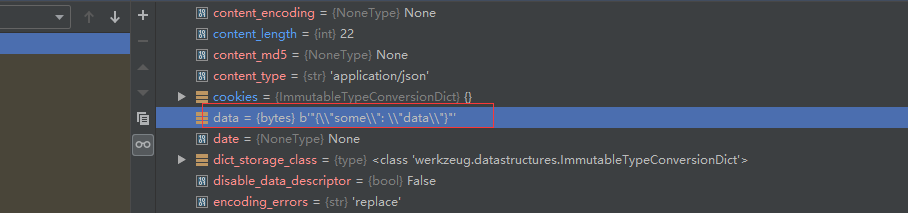 content_encoding = {NoneType} None
content_length = {int} 22
content_md5 = {NoneType} None
content_type = {str} 'application/json'
cookies = {ImmutableTypeConversionDict} {}
data = {bytes} b'"{\\"some\\": \\"data\\"}"'
date = {NoneType} None
dict_storage_class = {type} <class 'werkzeug.datastructures.ImmutableTypeConversionDict'>
disable_data_descriptor = {bool} False
encoding_errors = {str} 'replace'